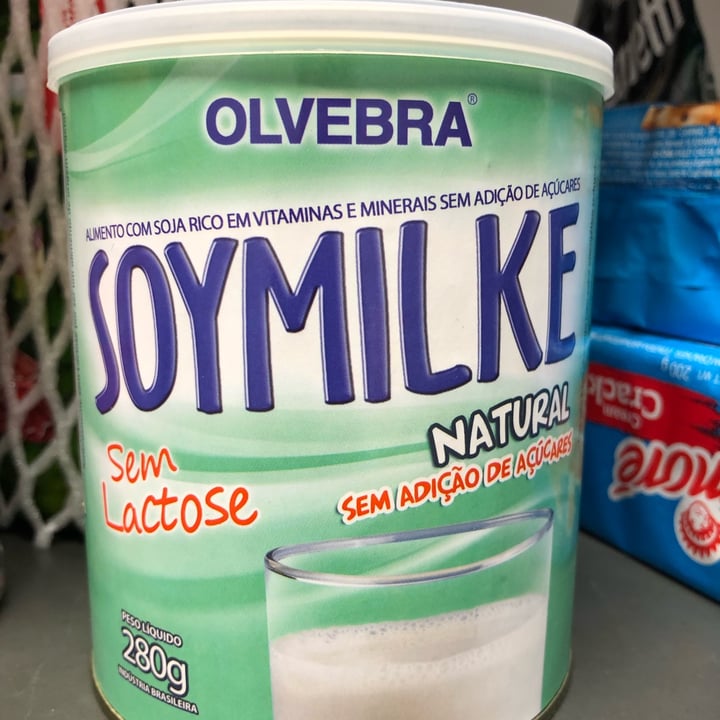 OLVEBRA®
ALIMENTO COM SOJA RICO EM VITAMINAS E MINERAIS SEM ADIÇÃO DE AÇÚCARES
SOYMILKE
NATURAL
SEM ADIÇÃO DE AÇÚCARES
Sem
Lactose
PESO LÍQUIDO
280g
INDÚSTRIA BRASILEIRA
Cream
200 g